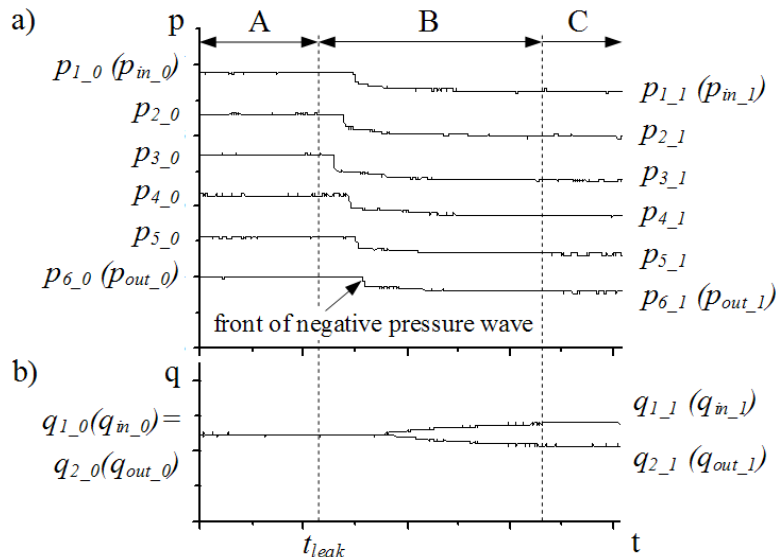 a) p A B C
p1_0 (pin_0)
p2_0
p3_0
p4_0
p5_0
p6_0 (pout_0)
p1_1 (pin_1)
p2_1
p3_1
p4_1
p5_1
p6_1 (pout_1)
front of negative pressure wave
b) q
q1_0(qin_0)=
q2_0(qout_0)
q1_1 (qin_1)
q2_1 (qout_1)
tleak t